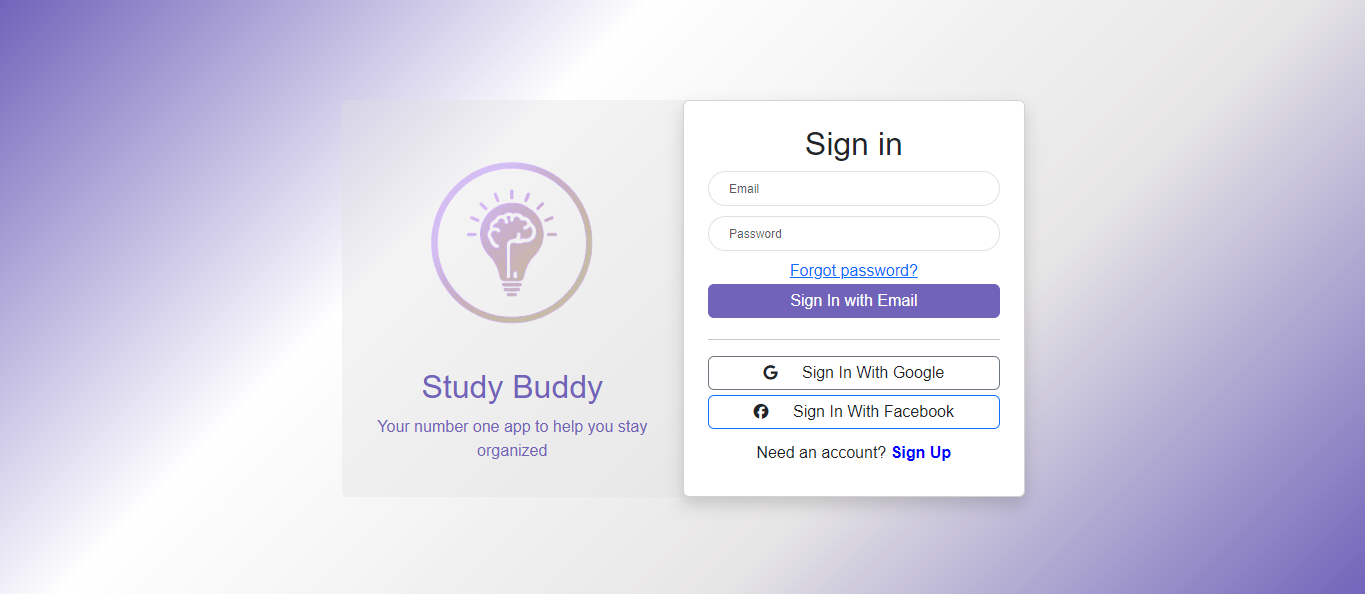 Study Buddy
Your number one app to help you stay
organized
Sign in
Email
Password
Forgot password?
Sign In with Email
Sign In With Google
Sign In With Facebook
Need an account? Sign Up